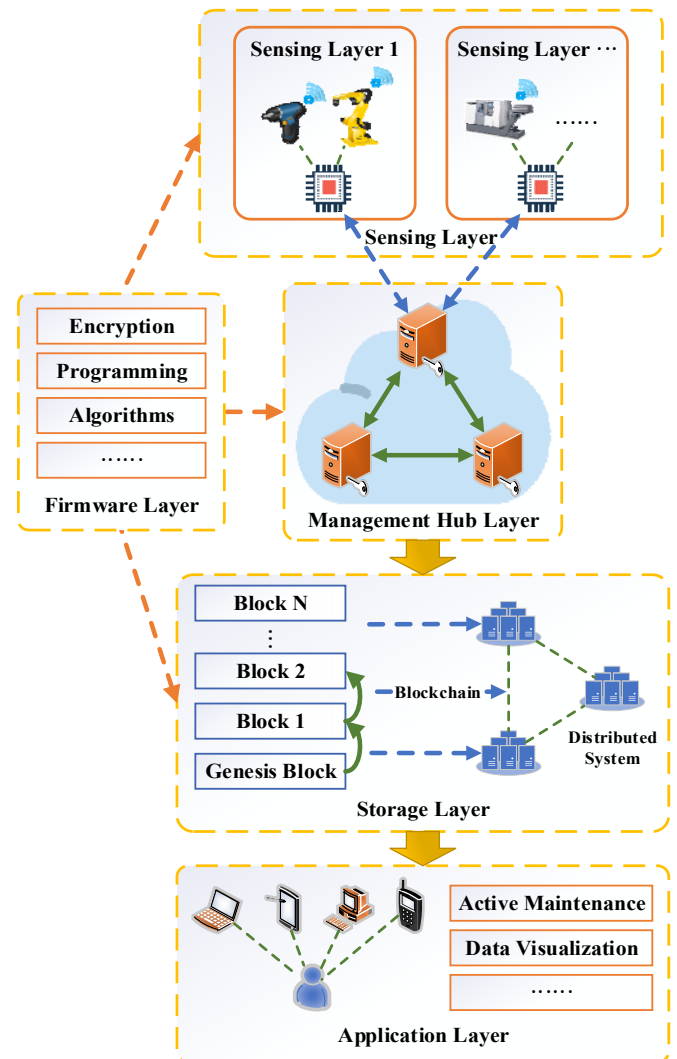 Sensing Layer 1
Sensing Layer ···
......
Sensing Layer
Encryption
Programming
Algorithms
......
Firmware Layer
Management Hub Layer
Block N
⋮
Block 2
Block 1
Genesis Block
Blockchain
Distributed
System
Storage Layer
Active Maintenance
Data Visualization
......
Application Layer